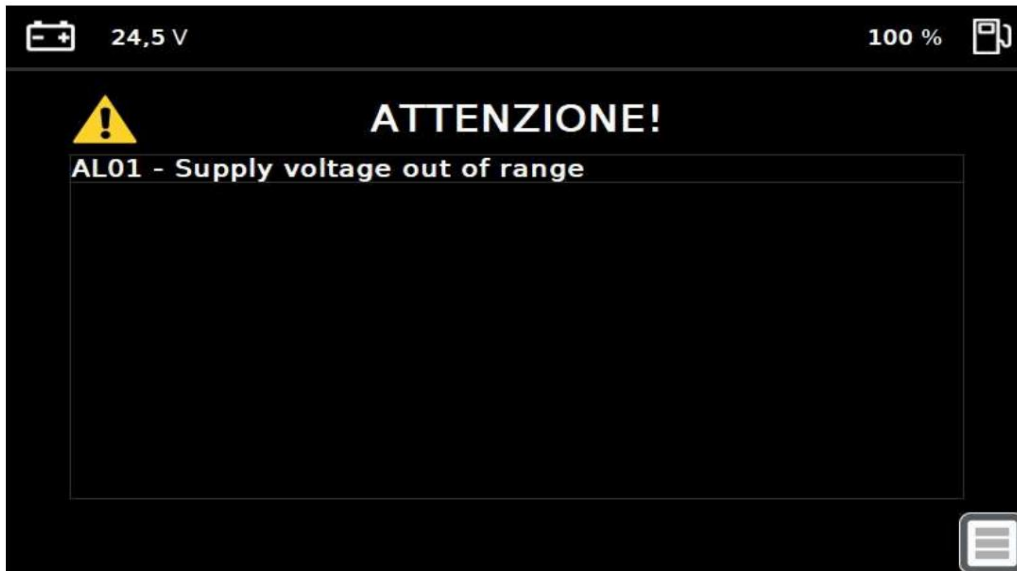 24,5 V
100 %
ATTENZIONE!
AL01 - Supply voltage out of range